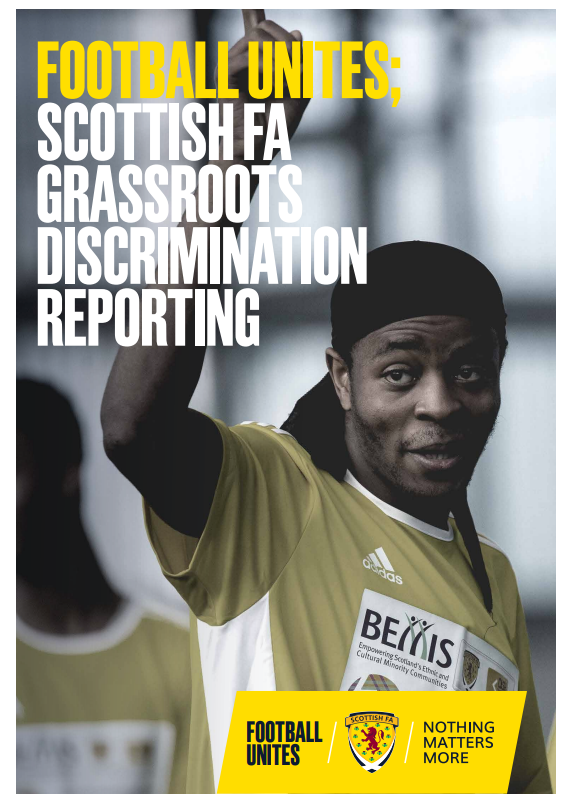 FOOTBALL UNITES;
SCOTTISH FA
GRASSROOTS
DISCRIMINATION
REPORTING
adidas
BEMIS
Empowering Scotland's Ethnic and
Cultural Minority Communities
FOOTBALL
UNITES
SCOTTISH FA
NOTHING
MATTERS
MORE